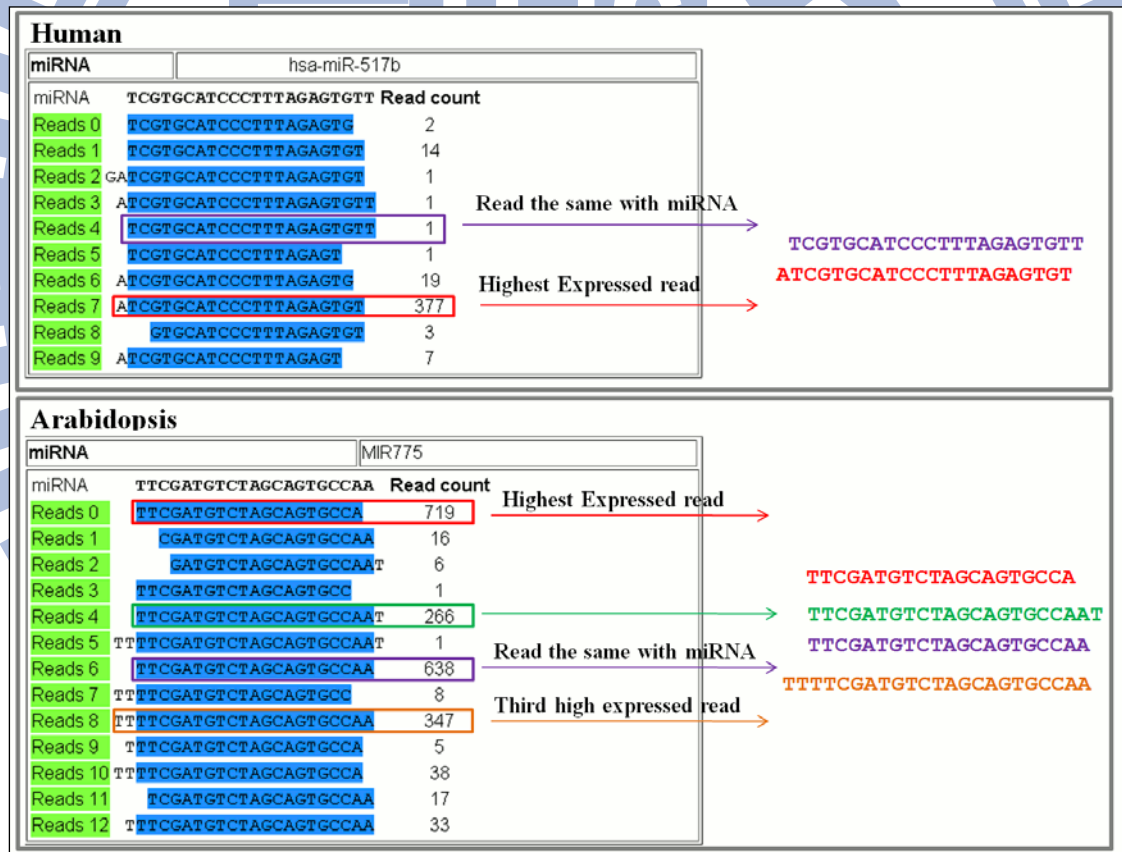 Human
miRNA hsa-miR-517b
miRNA TCGTGCATCCCTTTAGAGTGTT Read count
Reads 0 TCGTGCATCCCTTTAGAGTG 2
Reads 1 TCGTGCATCCCTTTAGAGTGT 14
Reads 2 GATCGTGCATCCCTTTAGAGTGT 1
Reads 3 ATCGTGCATCCCTTTAGAGTGTT 1
Reads 4 TCGTGCATCCCTTTAGAGTGTT 1
Reads 5 TCGTGCATCCCTTTAGAGT 1
Reads 6 ATCGTGCATCCCTTTAGAGTG 19
Reads 7 ATCGTGCATCCCTTTAGAGTGT 377
Reads 8 GTGCATCCCTTTAGAGTGT 3
Reads 9 ATCGTGCATCCCTTTAGAGT 7
Read the same with miRNA
TCGTGCATCCCTTTAGAGTGTT
ATCGTGCATCCCTTTAGAGTGT
Highest Expressed read
Arabidopsis
miRNA MIR775
miRNA TTCGATGTCTAGCAGTGCCAA Read count
Reads 0 TTCGATGTCTAGCAGTGCCA 719
Reads 1 CGATGTCTAGCAGTGCCAA 16
Reads 2 GATGTCTAGCAGTGCCAAT 6
Reads 3 TTCGATGTCTAGCAGTGCC 1
Reads 4 TTCGATGTCTAGCAGTGCCAAT 266
Reads 5 TTTTCGATGTCTAGCAGTGCCAAT 1
Reads 6 TTCGATGTCTAGCAGTGCCAA 638
Reads 7 TTTTCGATGTCTAGCAGTGCC 8
Reads 8 TTTTCGATGTCTAGCAGTGCCAA 347
Reads 9 TTTCGATGTCTAGCAGTGCCA 5
Reads 10 TTTTCGATGTCTAGCAGTGCCA 38
Reads 11 TCGATGTCTAGCAGTGCCAA 17
Reads 12 TTTCGATGTCTAGCAGTGCCAA 33
Highest Expressed read
TTCGATGTCTAGCAGTGCCA
TTCGATGTCTAGCAGTGCCAAT
TTCGATGTCTAGCAGTGCCAA
Read the same with miRNA
TTTTCGATGTCTAGCAGTGCCAA
Third high expressed read